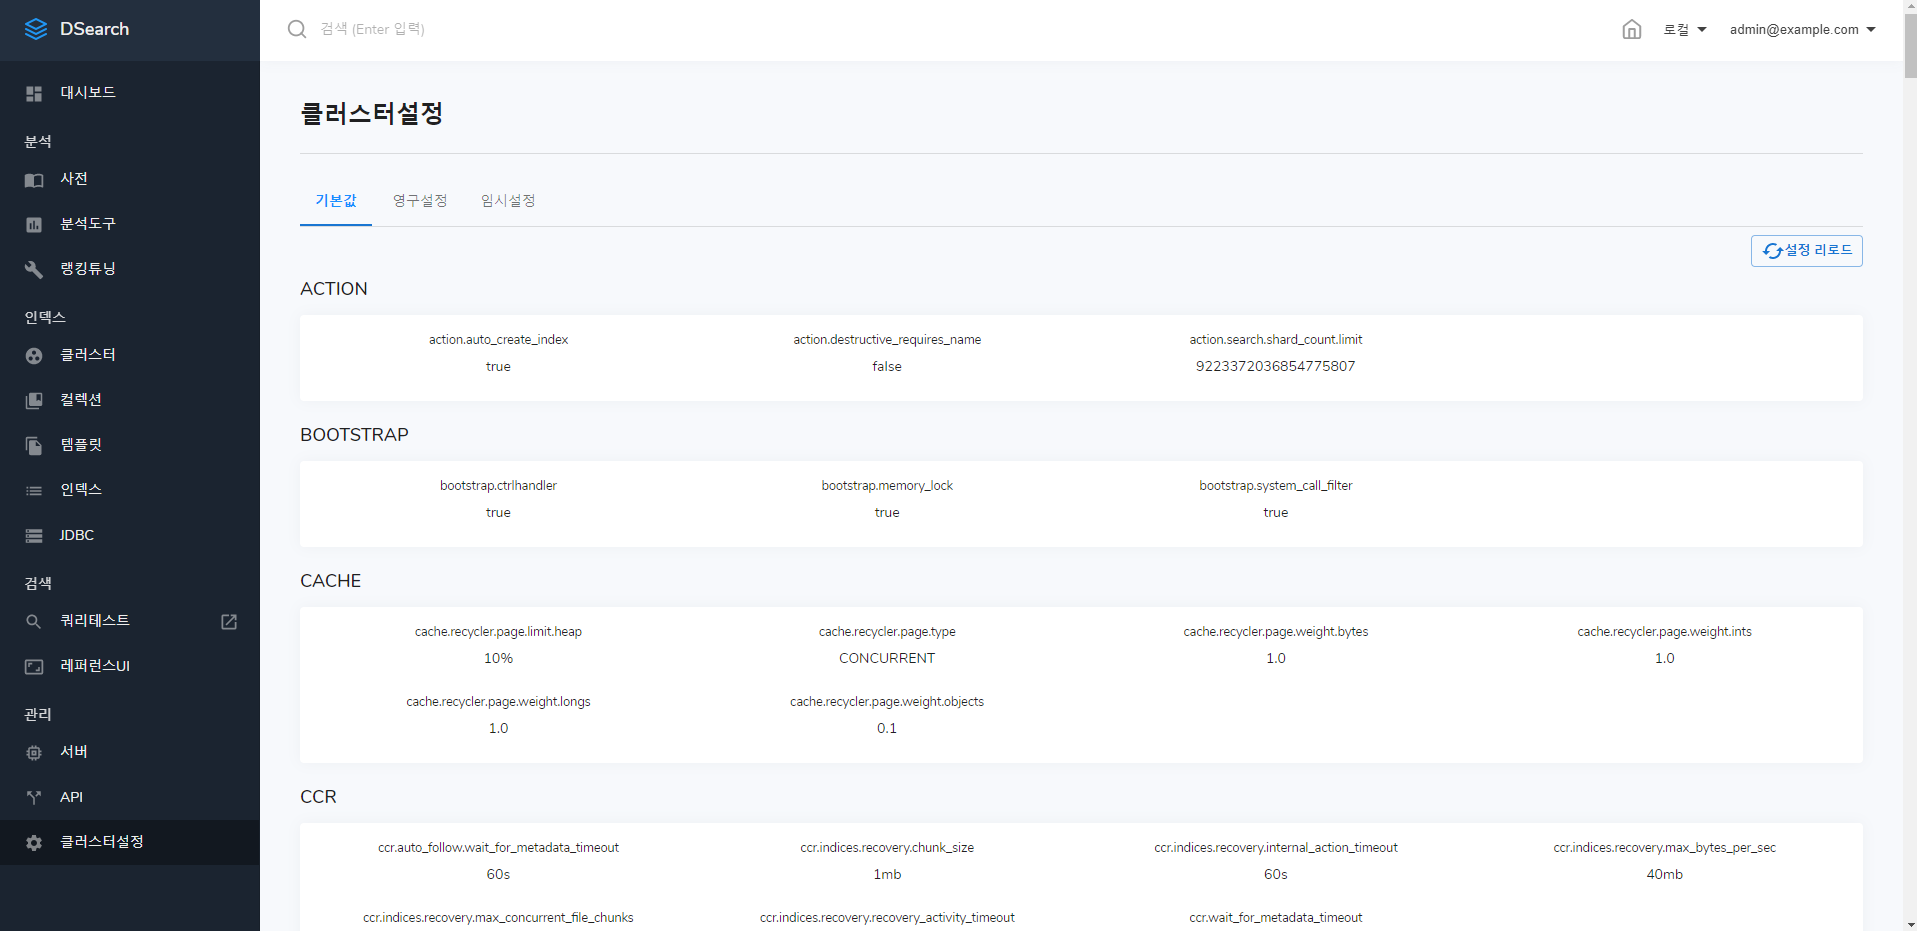 DSearch
검색 (Enter 입력)
로컬
admin@example.com
대시보드
분석
사전
분석도구
랭킹튜닝
인덱스
클러스터
컬렉션
템플릿
인덱스
JDBC
검색
쿼리테스트
레퍼런스UI
관리
서버
API
클러스터설정
클러스터설정
기본값 영구설정 임시설정
설정 리로드
ACTION
action.auto_create_index action.destructive_requires_name action.search.shard_count.limit
true false 9223372036854775807
BOOTSTRAP
bootstrap.ctrlhandler bootstrap.memory_lock bootstrap.system_call_filter
true true true
CACHE
cache.recycler.page.limit.heap cache.recycler.page.type cache.recycler.page.weight.bytes cache.recycler.page.weight.ints
10% CONCURRENT 1.0 1.0
cache.recycler.page.weight.longs cache.recycler.page.weight.objects
1.0 0.1
CCR
ccr.auto_follow.wait_for_metadata_timeout ccr.indices.recovery.chunk_size ccr.indices.recovery.internal_action_timeout ccr.indices.recovery.max_bytes_per_sec
60s 1mb 60s 40mb
ccr.indices.recovery.max_concurrent_file_chunks ccr.indices.recovery.recovery_activity_timeout ccr.wait_for_metadata_timeout